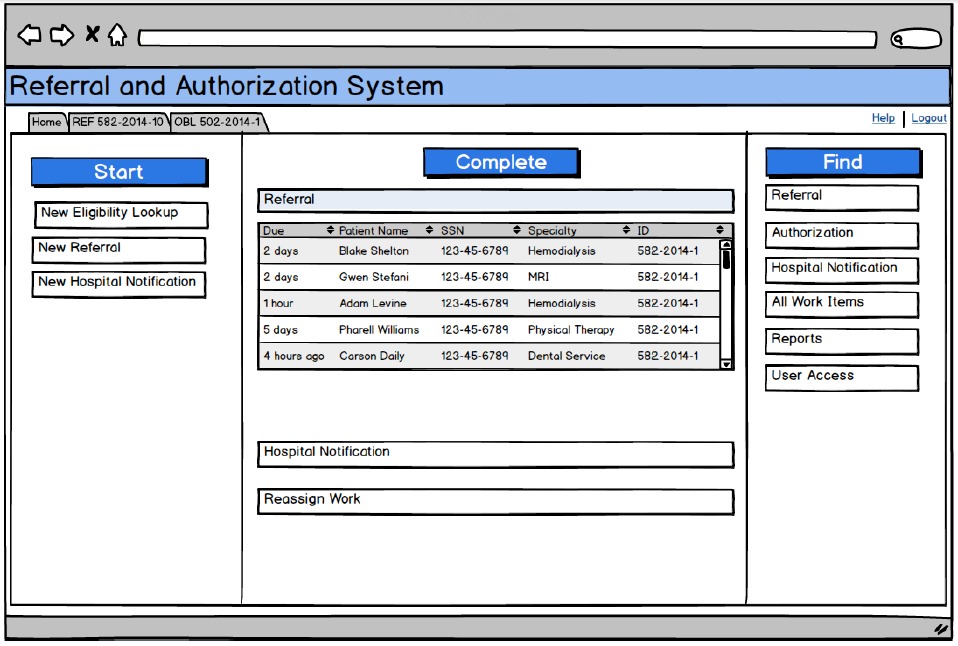 Referral and Authorization System
Home REF 582-2014-10 OBL 502-2014-1 Help Logout
Start
New Eligibility Lookup
New Referral
New Hospital Notification
Complete
Referral
Due Patient Name SSN Specialty ID
2 days Blake Shelton 123-45-6789 Hemodialysis 582-2014-1
2 days Gwen Stefani 123-45-6789 MRI 582-2014-1
1 hour Adam Levine 123-45-6789 Hemodialysis 582-2014-1
5 days Pharell Williams 123-45-6789 Physical Therapy 582-2014-1
4 hours ago Carson Daily 123-45-6789 Dental Service 582-2014-1
Hospital Notification
Reassign Work
Find
Referral
Authorization
Hospital Notification
All Work Items
Reports
User Access